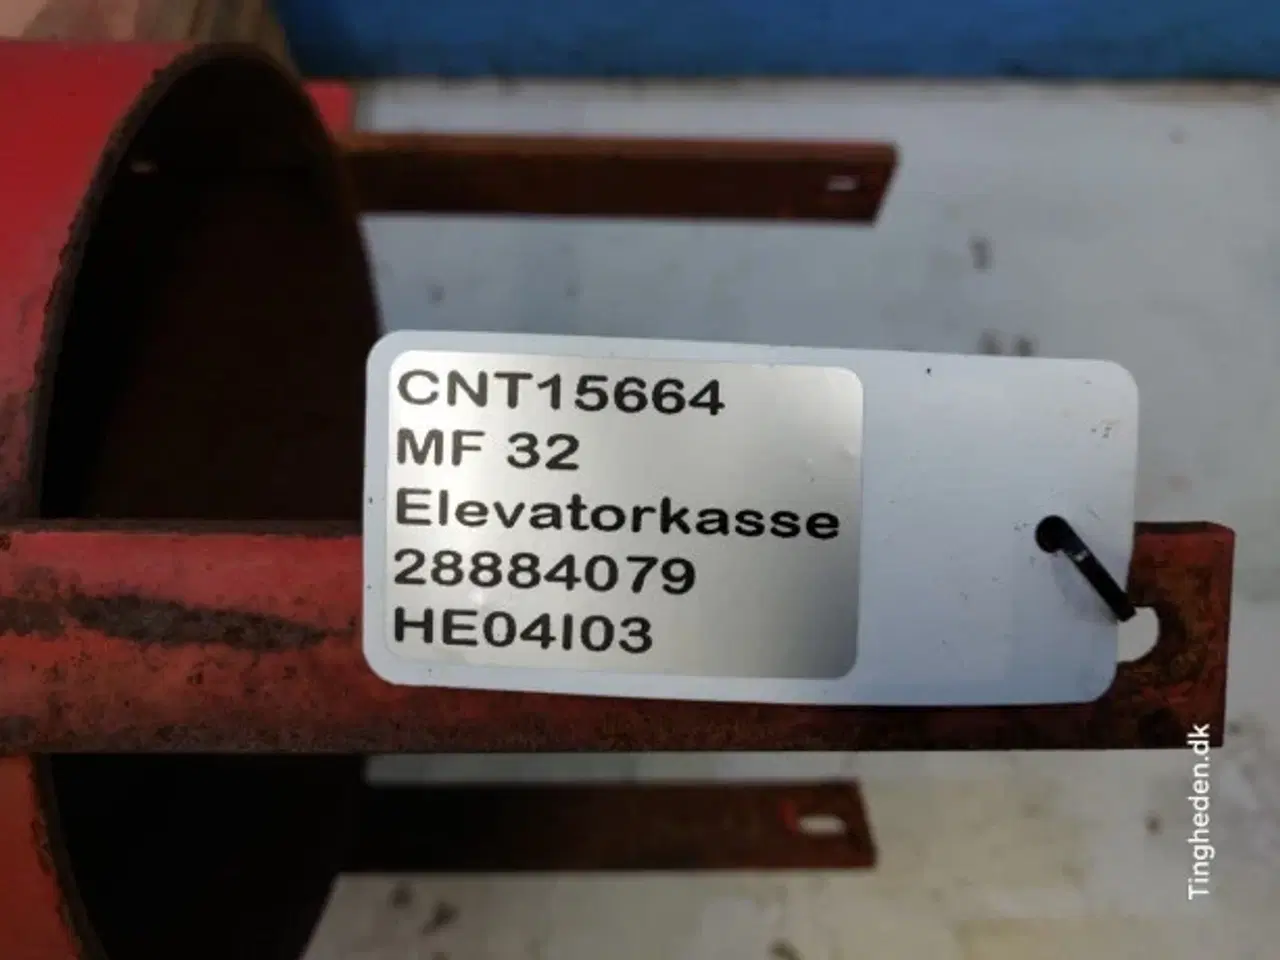 CNT15664
MF 32
Elevatorkasse
28884079
HE04I03
Tingheden.dk